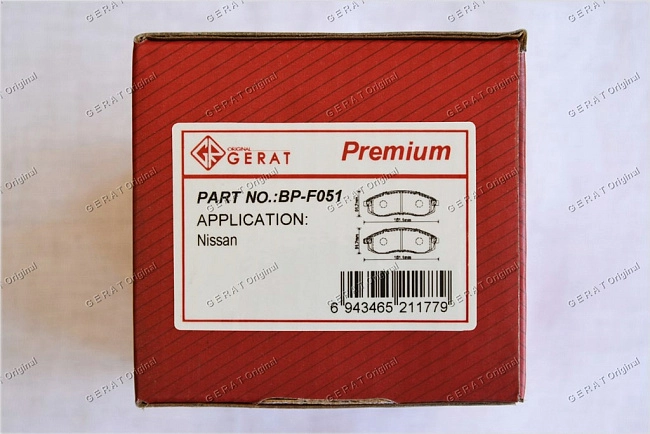 ORIGINAL
GERAT
Premium
PART NO.:BP-F051
APPLICATION:
Nissan
6 943465 211779
GERAT Original